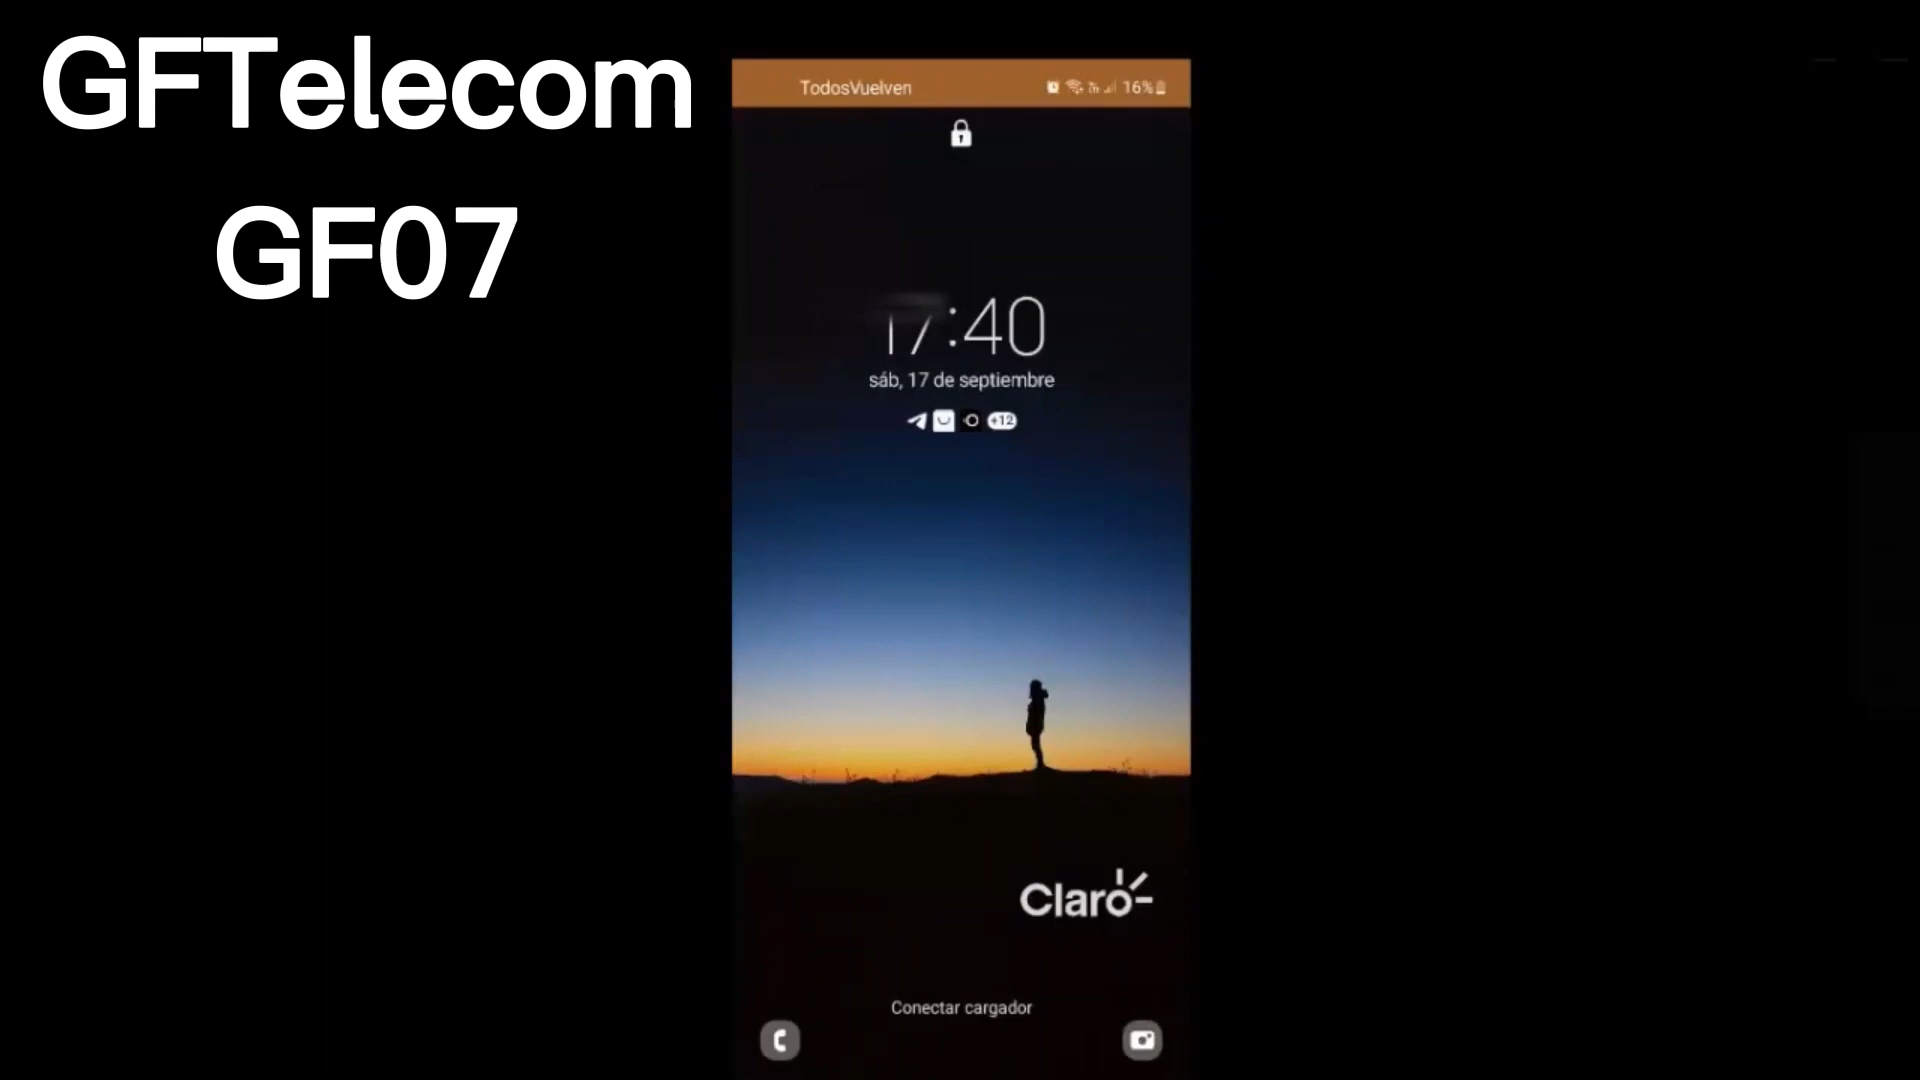 GFTelecom
GF07
TodosVuelven
16%
17:40
sáb, 17 de septiembre
+12
Claro
Conectar cargador